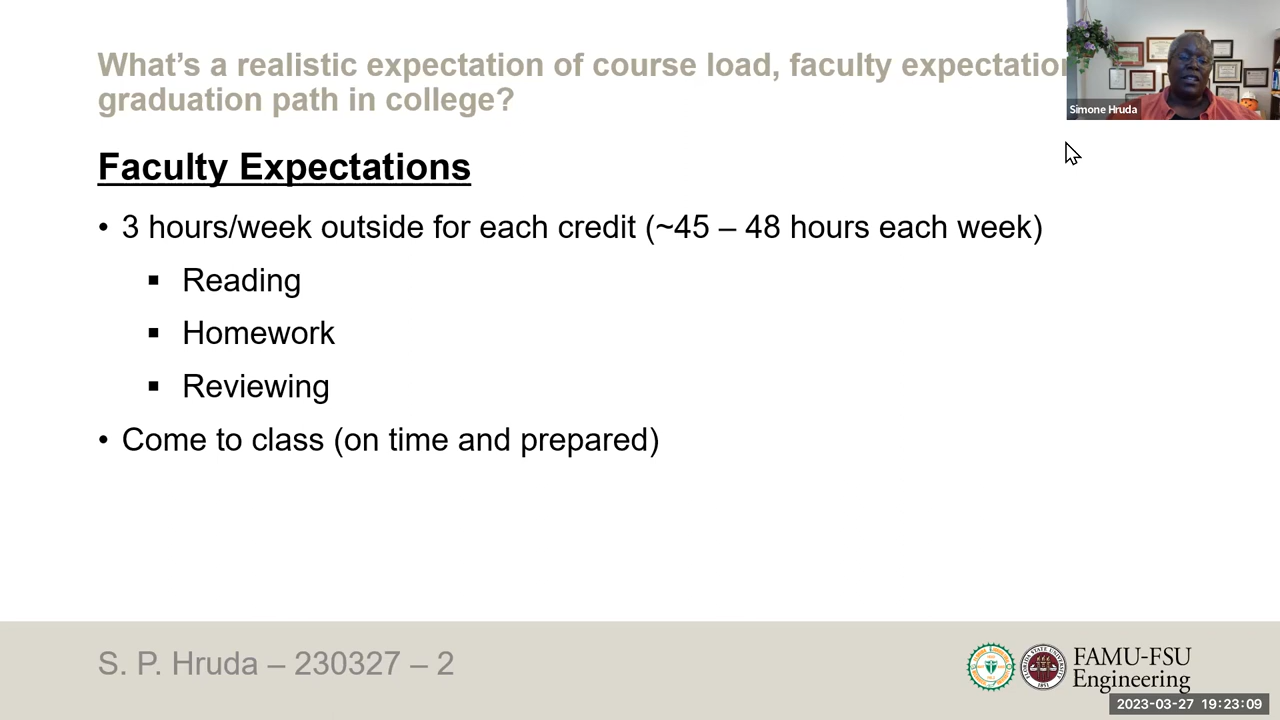 What's a realistic expectation of course load, faculty expectation
graduation path in college?
Simone Hruda
Faculty Expectations
• 3 hours/week outside for each credit (~45 – 48 hours each week)
▪ Reading
▪ Homework
▪ Reviewing
• Come to class (on time and prepared)
S. P. Hruda – 230327 – 2
FAMU-FSU
Engineering
2023-03-27 19:23:09